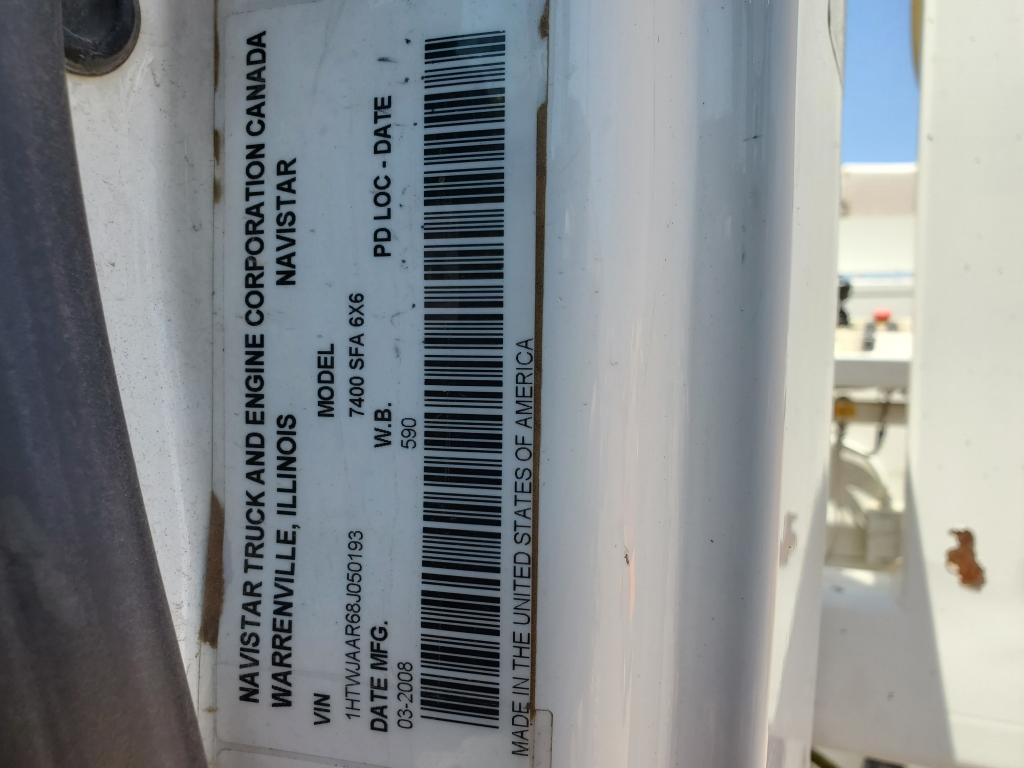 NAVISTAR TRUCK AND ENGINE CORPORATION CANADA
WARRENVILLE, ILLINOIS NAVISTAR
VIN MODEL
1HTWJAAR68J050193 7400 SFA 6X6
DATE MFG. W.B. PD LOC - DATE
03-2008 590
MADE IN THE UNITED STATES OF AMERICA